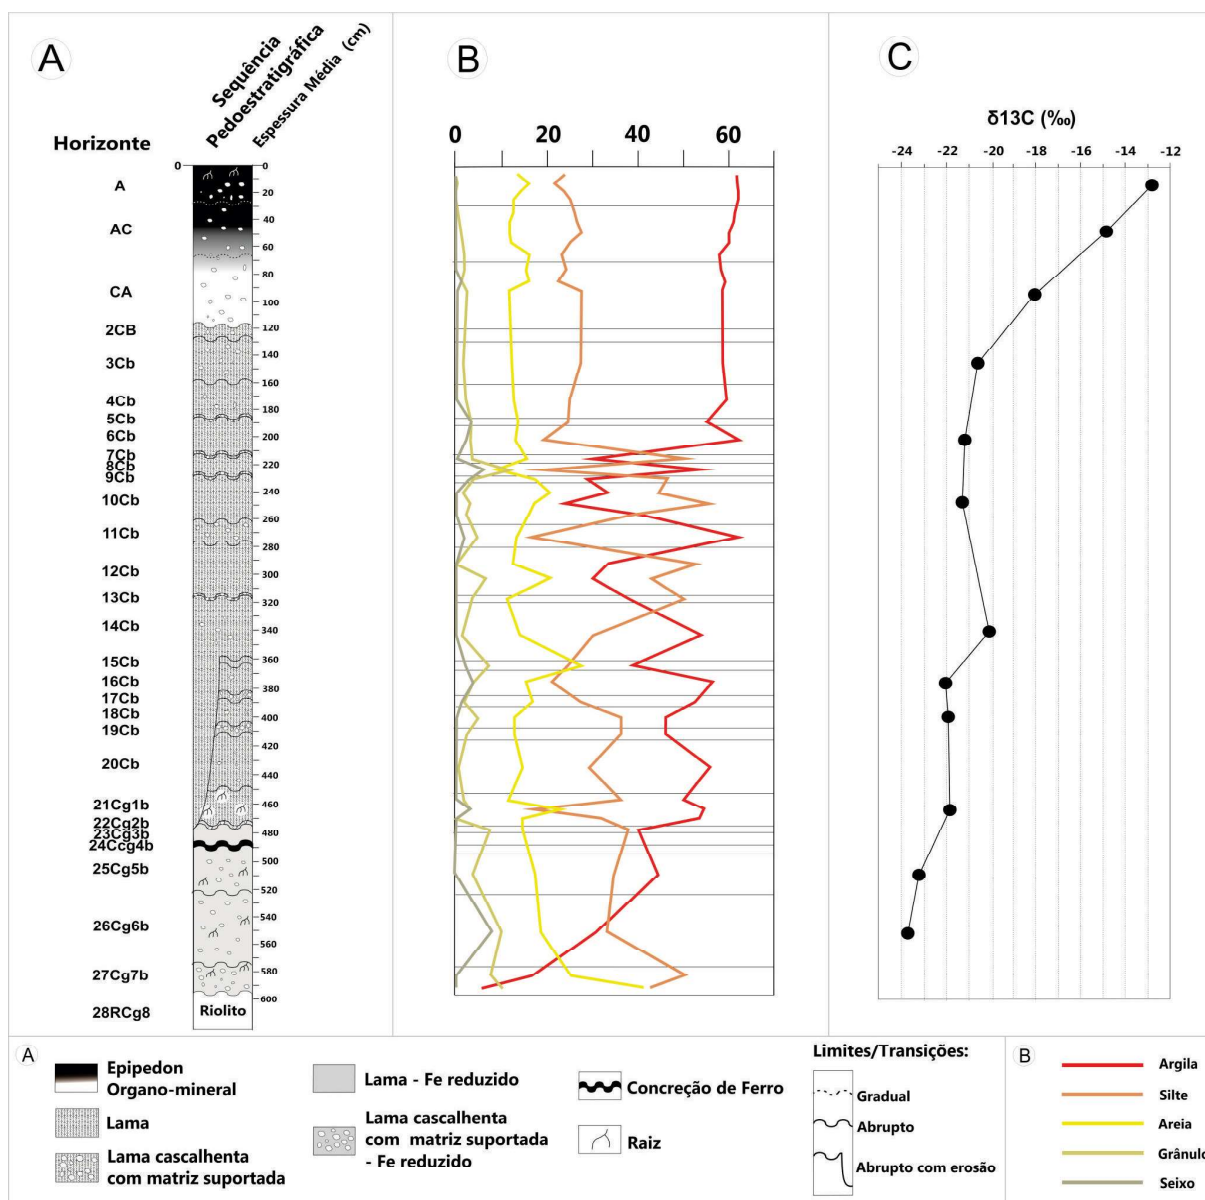 A
Sequência
Pedoestratigráfica
Espessura Média (cm)
Horizonte
0
0
20
40
60
80
100
120
140
160
180
200
220
240
260
280
300
320
340
360
380
400
420
440
460
480
500
520
540
560
580
600
A
AC
CA
2CB
3Cb
4Cb
5Cb
6Cb
7Cb
8Cb
9Cb
10Cb
11Cb
12Cb
13Cb
14Cb
15Cb
16Cb
17Cb
18Cb
19Cb
20Cb
21Cg1b
22Cg2b
23Cg3b
24Ccg4b
25Cg5b
26Cg6b
27Cg7b
28RCg8
Riolito
B
0 20 40 60
C
δ13C (‰)
-24 -22 -20 -18 -16 -14 -12
A
Epipedon
Organo-mineral
Lama
Lama cascalhenta
com matriz suportada
Lama - Fe reduzido
Lama cascalhenta
com matriz suportada
- Fe reduzido
Concreção de Ferro
Raiz
Limites/Transições:
Gradual
Abrupto
Abrupto com erosão
B
Argila
Silte
Areia
Grânulo
Seixo